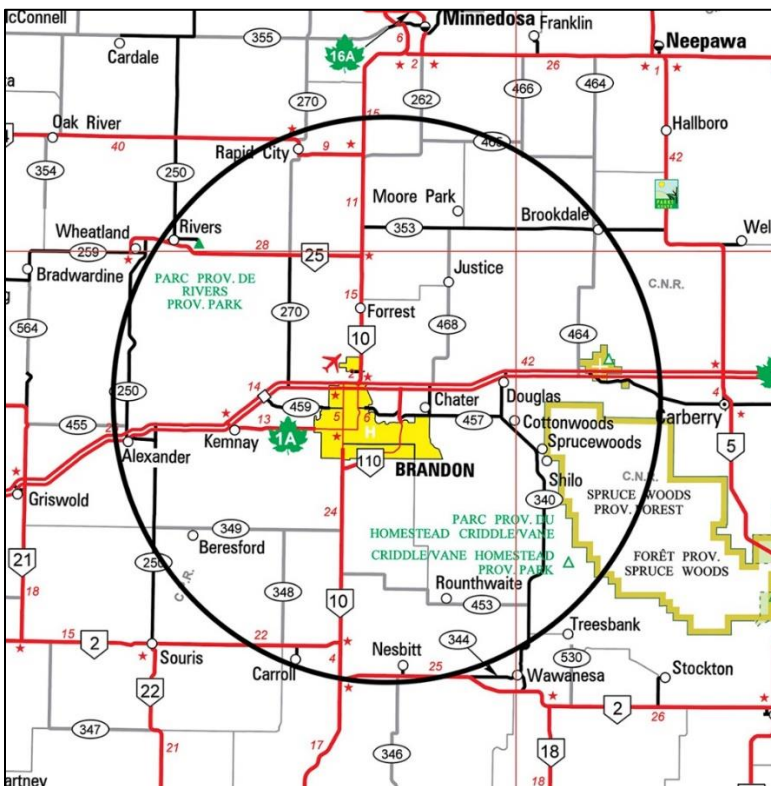 McConnell
Cardale
355
6
16A
Minnedosa
Franklin
Neepawa
2
26
1
270
262
466
464
15
Hallboro
Oak River
40
Rapid City
9
465
42
354
250
11
Moore Park
Brookdale
353
Wheatland
Rivers
259
28
25
Bradwardine
PARC PROV. DE
RIVERS
PROV. PARK
Justice
C.N.R.
564
270
15
Forrest
468
464
10
2
42
250
14
459
Chater
Douglas
4
Carberry
455
2
13
Kemnay
1A
5
6
457
Cottonwoods
Alexander
H
Sprucewoods
5
110
BRANDON
Shilo
C.N.R.
Griswold
24
340
SPRUCE WOODS
PROV. FOREST
349
Beresford
PARC PROV. DU
HOMESTEAD CRIDDLE/VANE
CRIDDLE/VANE HOMESTEAD
PROV. PARK
FORÊT PROV.
SPRUCE WOODS
21
250
18
348
10
Rounthwaite
453
15
2
22
Souris
Carroll
4
Nesbitt
344
Treesbank
25
Wawanesa
530
Stockton
22
2
26
347
17
346
18
21
18
artney